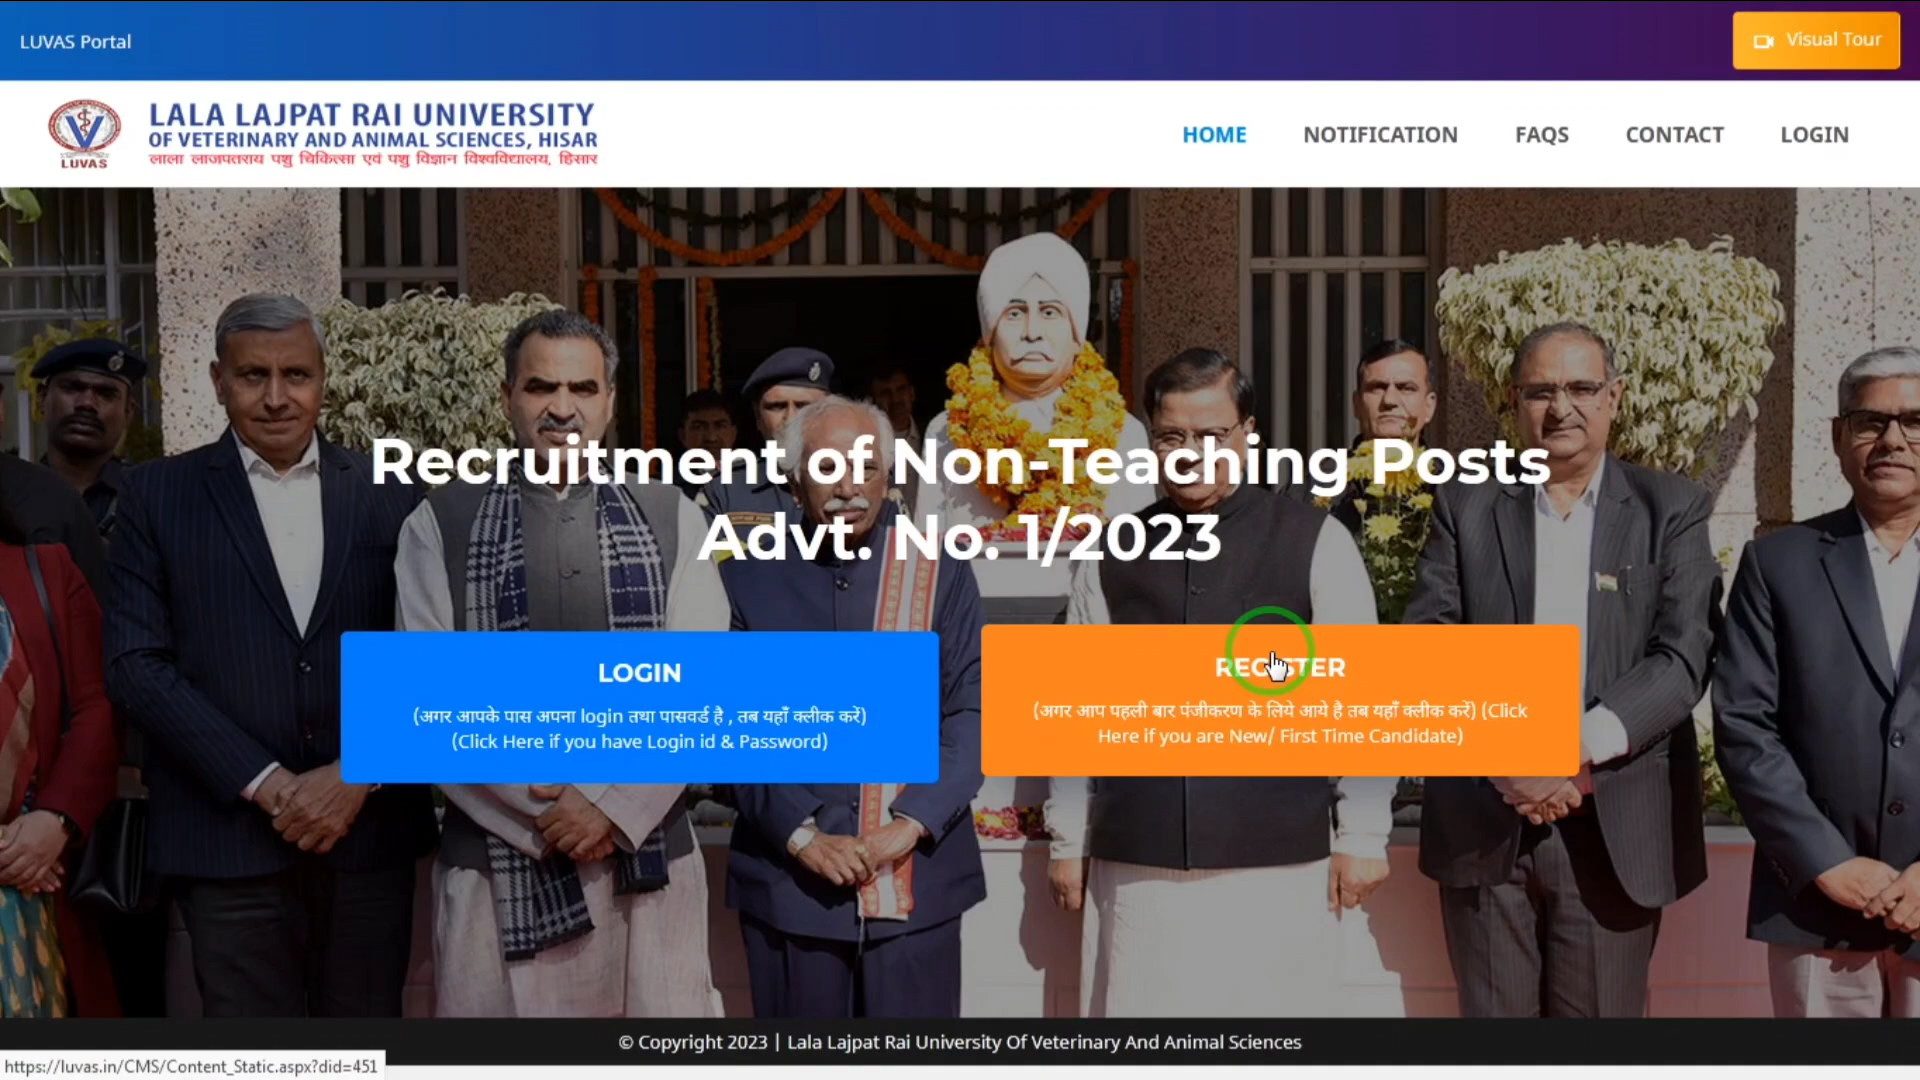 LUVAS Portal
Visual Tour
LUVAS
LALA LAJPAT RAI UNIVERSITY
OF VETERINARY AND ANIMAL SCIENCES, HISAR
लाला लाजपतराय पशु चिकित्सा एवं पशु विज्ञान विश्वविद्यालय, हिसार
HOME NOTIFICATION FAQS CONTACT LOGIN
Recruitment of Non-Teaching Posts
Advt. No. 1/2023
LOGIN
(अगर आपके पास अपना login तथा पासवर्ड है , तब यहाँ क्लीक करें)
(Click Here if you have Login id & Password)
REGISTER
(अगर आप पहली बार पंजीकरण के लिये आये है तब यहाँ क्लीक करें) (Click
Here if you are New/ First Time Candidate)
© Copyright 2023 | Lala Lajpat Rai University Of Veterinary And Animal Sciences
https://luvas.in/CMS/Content_Static.aspx?did=451